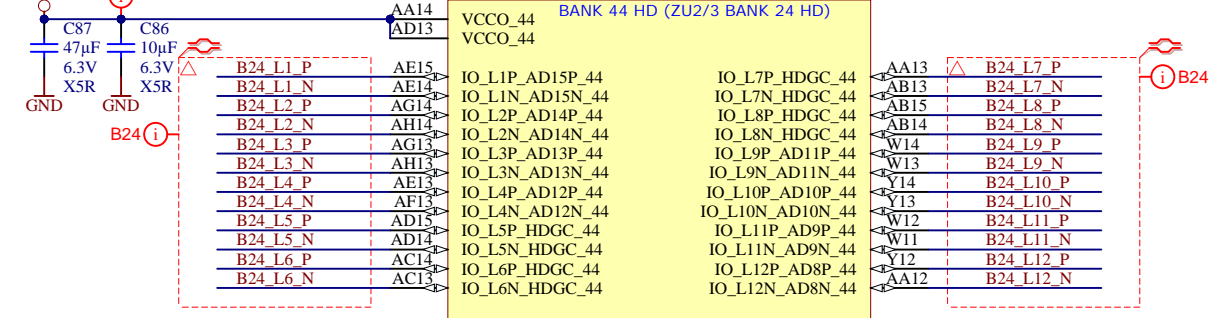 BANK 44 HD (ZU2/3 BANK 24 HD)
AA14 VCCO_44
AD13 VCCO_44
C87 C86
47µF 10µF
6.3V 6.3V
X5R X5R
GND GND
B24 i
i B24
B24_L1_P AE15 IO_L1P_AD15P_44 IO_L7P_HDGC_44 AA13 B24_L7_P
B24_L1_N AE14 IO_L1N_AD15N_44 IO_L7N_HDGC_44 AB13 B24_L7_N
B24_L2_P AG14 IO_L2P_AD14P_44 IO_L8P_HDGC_44 AB15 B24_L8_P
B24_L2_N AH14 IO_L2N_AD14N_44 IO_L8N_HDGC_44 AB14 B24_L8_N
B24_L3_P AG13 IO_L3P_AD13P_44 IO_L9P_AD11P_44 W14 B24_L9_P
B24_L3_N AH13 IO_L3N_AD13N_44 IO_L9N_AD11N_44 W13 B24_L9_N
B24_L4_P AE13 IO_L4P_AD12P_44 IO_L10P_AD10P_44 Y14 B24_L10_P
B24_L4_N AF13 IO_L4N_AD12N_44 IO_L10N_AD10N_44 Y13 B24_L10_N
B24_L5_P AD15 IO_L5P_HDGC_44 IO_L11P_AD9P_44 W12 B24_L11_P
B24_L5_N AD14 IO_L5N_HDGC_44 IO_L11N_AD9N_44 W11 B24_L11_N
B24_L6_P AC14 IO_L6P_HDGC_44 IO_L12P_AD8P_44 Y12 B24_L12_P
B24_L6_N AC13 IO_L6N_HDGC_44 IO_L12N_AD8N_44 AA12 B24_L12_N